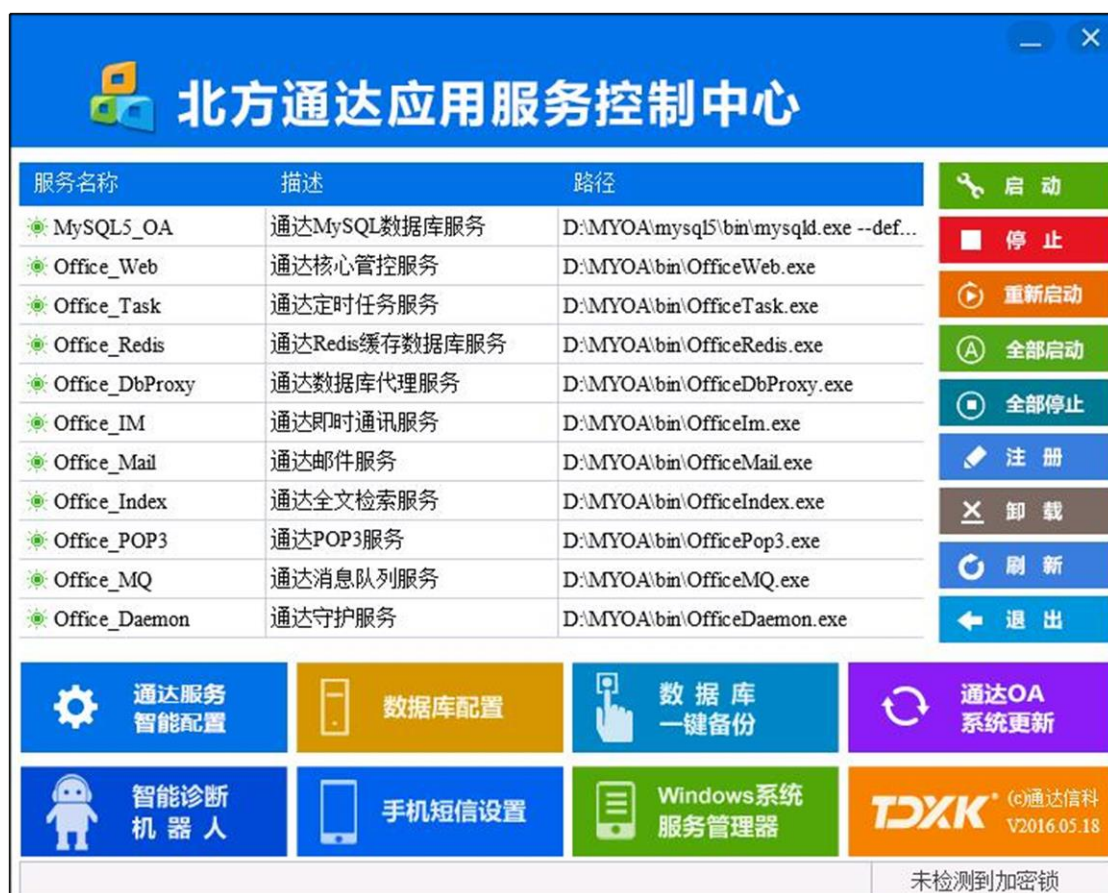 北方通达应用服务控制中心
服务名称 描述 路径
MySQL5_OA 通达MySQL数据库服务 D:\MYOA\mysql5\bin\mysqld.exe --def...
Office_Web 通达核心管控服务 D:\MYOA\bin\OfficeWeb.exe
Office_Task 通达定时任务服务 D:\MYOA\bin\OfficeTask.exe
Office_Redis 通达Redis缓存数据库服务 D:\MYOA\bin\OfficeRedis.exe
Office_DbProxy 通达数据库代理服务 D:\MYOA\bin\OfficeDbProxy.exe
Office_IM 通达即时通讯服务 D:\MYOA\bin\OfficeIm.exe
Office_Mail 通达邮件服务 D:\MYOA\bin\OfficeMail.exe
Office_Index 通达全文检索服务 D:\MYOA\bin\OfficeIndex.exe
Office_POP3 通达POP3服务 D:\MYOA\bin\OfficePop3.exe
Office_MQ 通达消息队列服务 D:\MYOA\bin\OfficeMQ.exe
Office_Daemon 通达守护服务 D:\MYOA\bin\OfficeDaemon.exe
启 动
停 止
重新启动
A 全部启动
全部停止
注 册
卸 载
刷 新
退 出
通达服务
智能配置
数据库配置
数 据 库
一键备份
通达OA
系统更新
智能诊断
机 器 人
手机短信设置
Windows系统
服务管理器
TDXK
(c)通达信科
V2016.05.18
未检测到加密锁